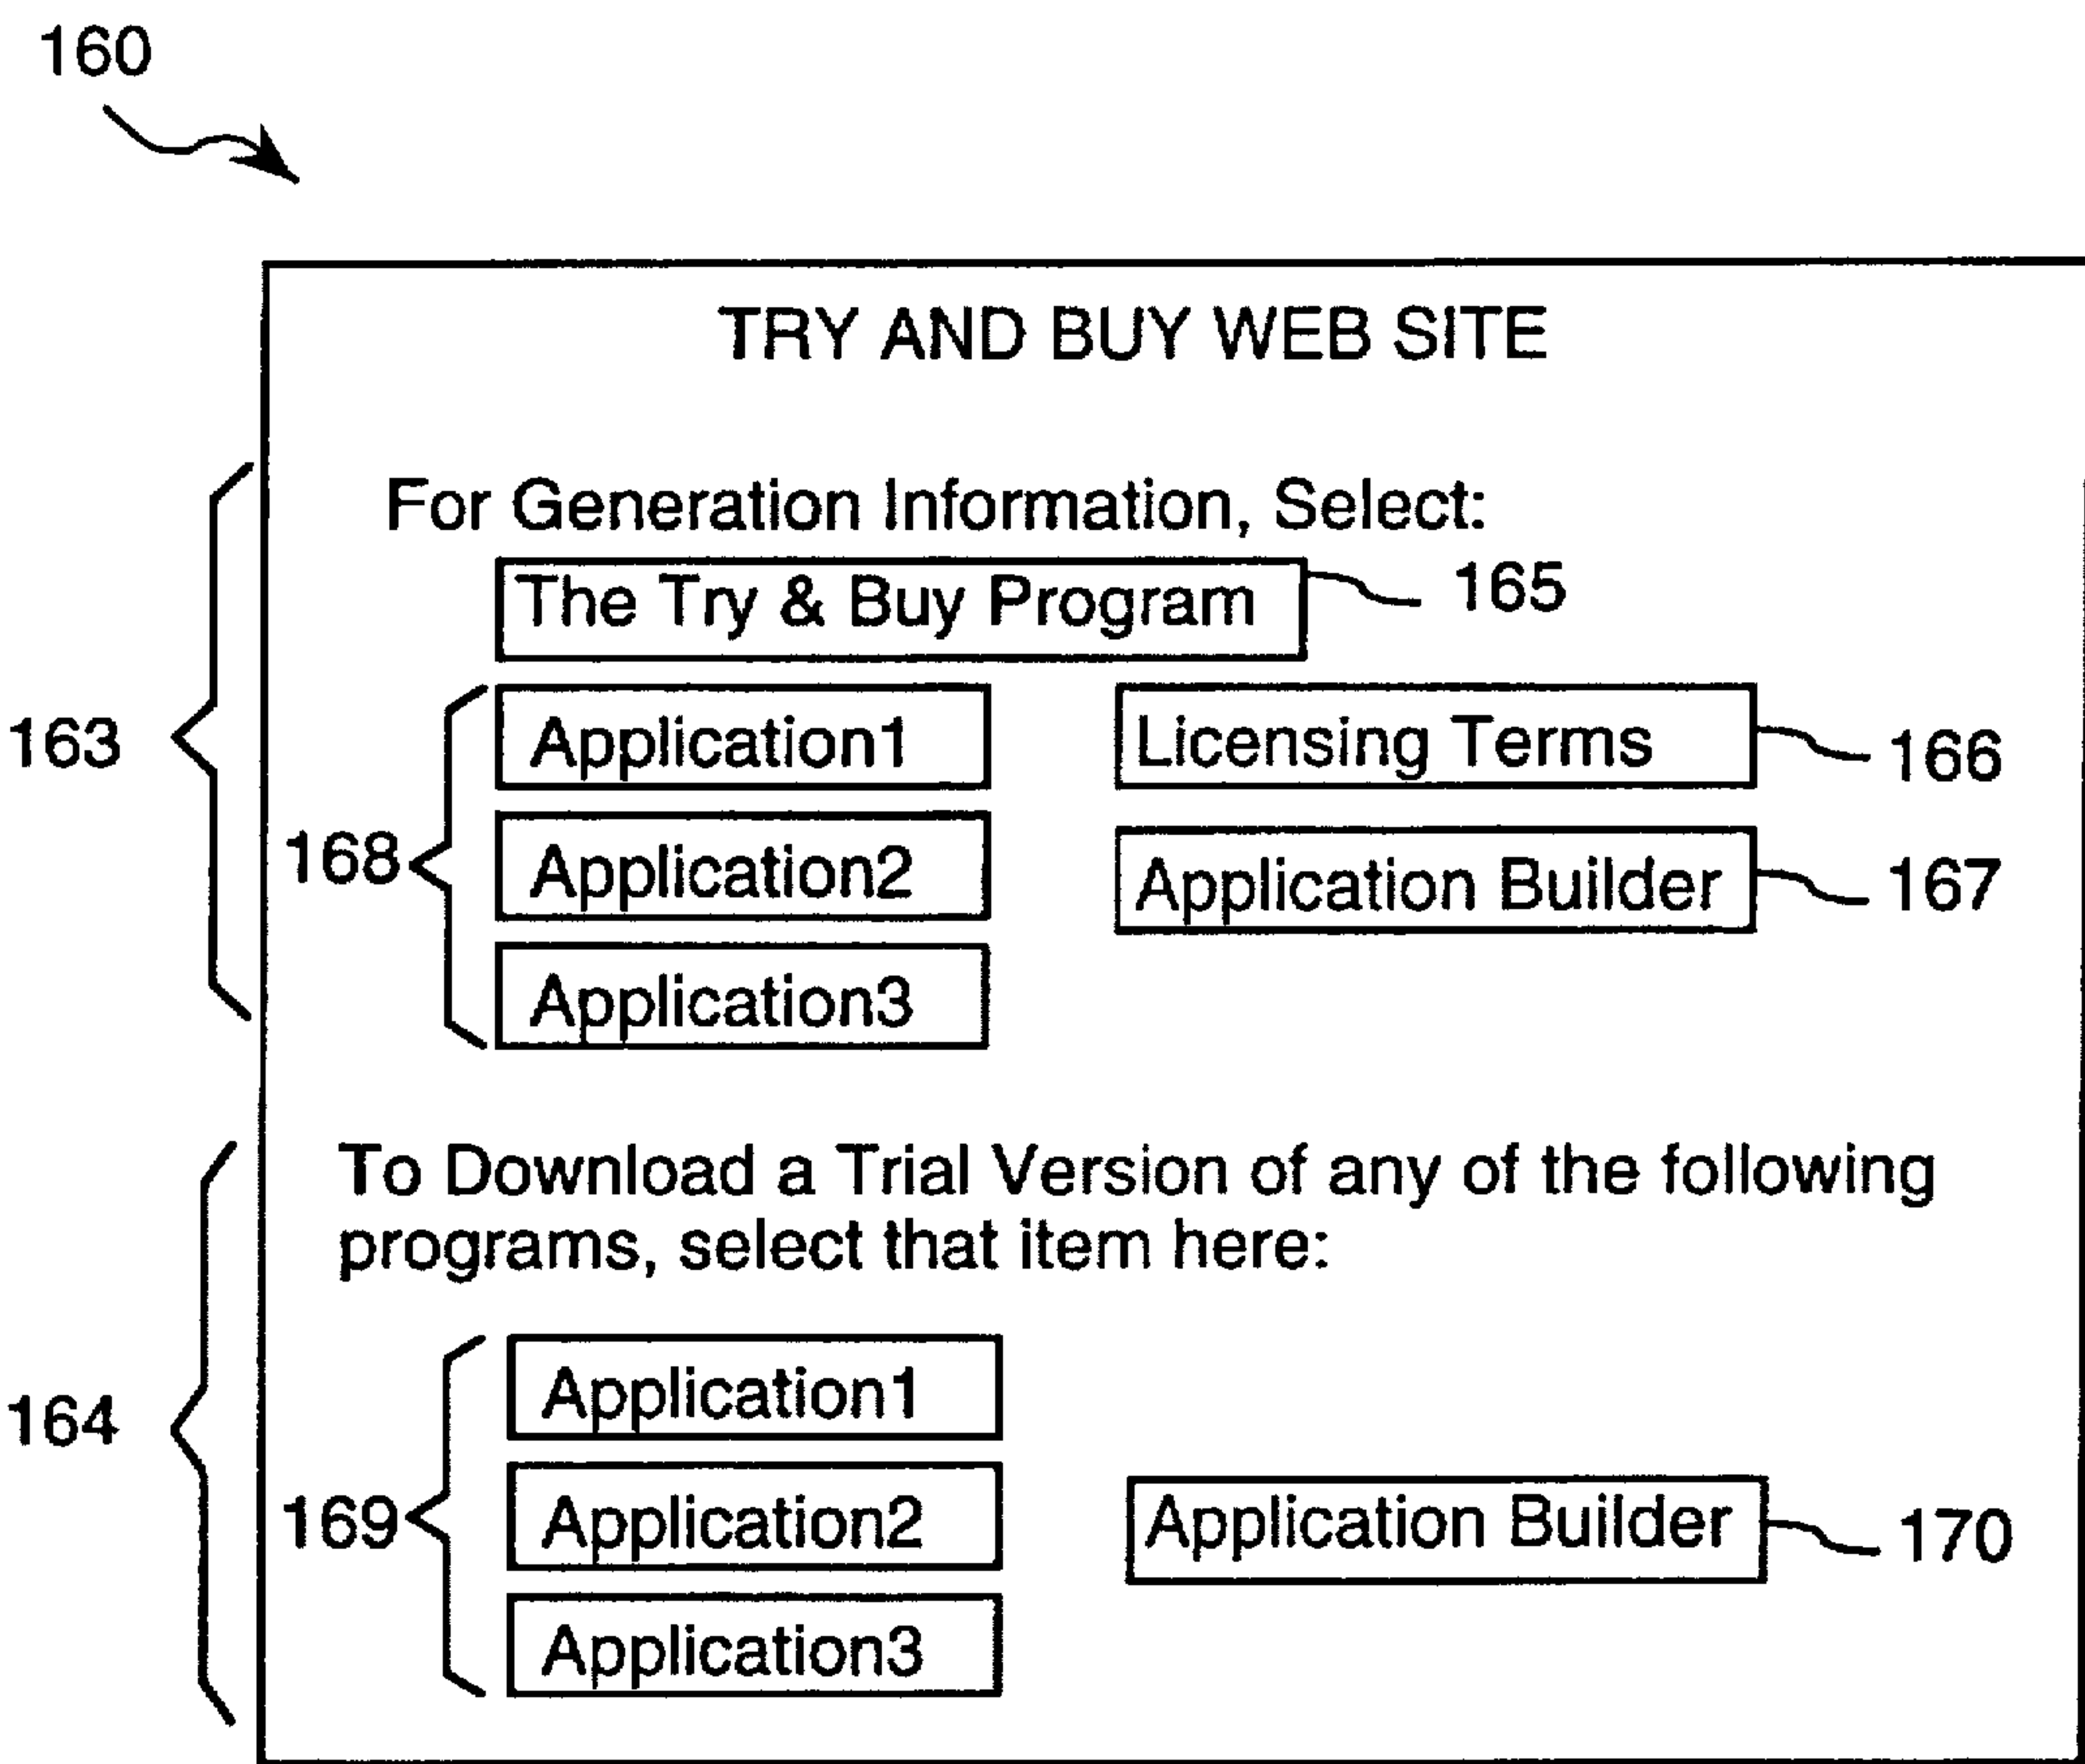 160
TRY AND BUY WEB SITE
For Generation Information, Select:
The Try & Buy Program 165
163
Application1 Licensing Terms 166
168 Application2 Application Builder 167
Application3
To Download a Trial Version of any of the following
programs, select that item here:
164
Application1
169 Application2 Application Builder 170
Application3